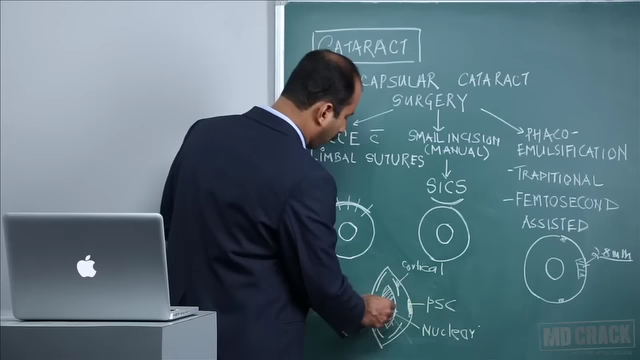 CATARACT
CAPSULAR CATARACT
SURGERY
CE c̄
LIMBAL SUTURES
SMALL INCISION
(MANUAL)
SICS
PHACO-
EMULSIFICATION
- TRADITIONAL
- FEMTOSECOND
ASSISTED
Cortical
PSC
Nuclear
MD CRACK